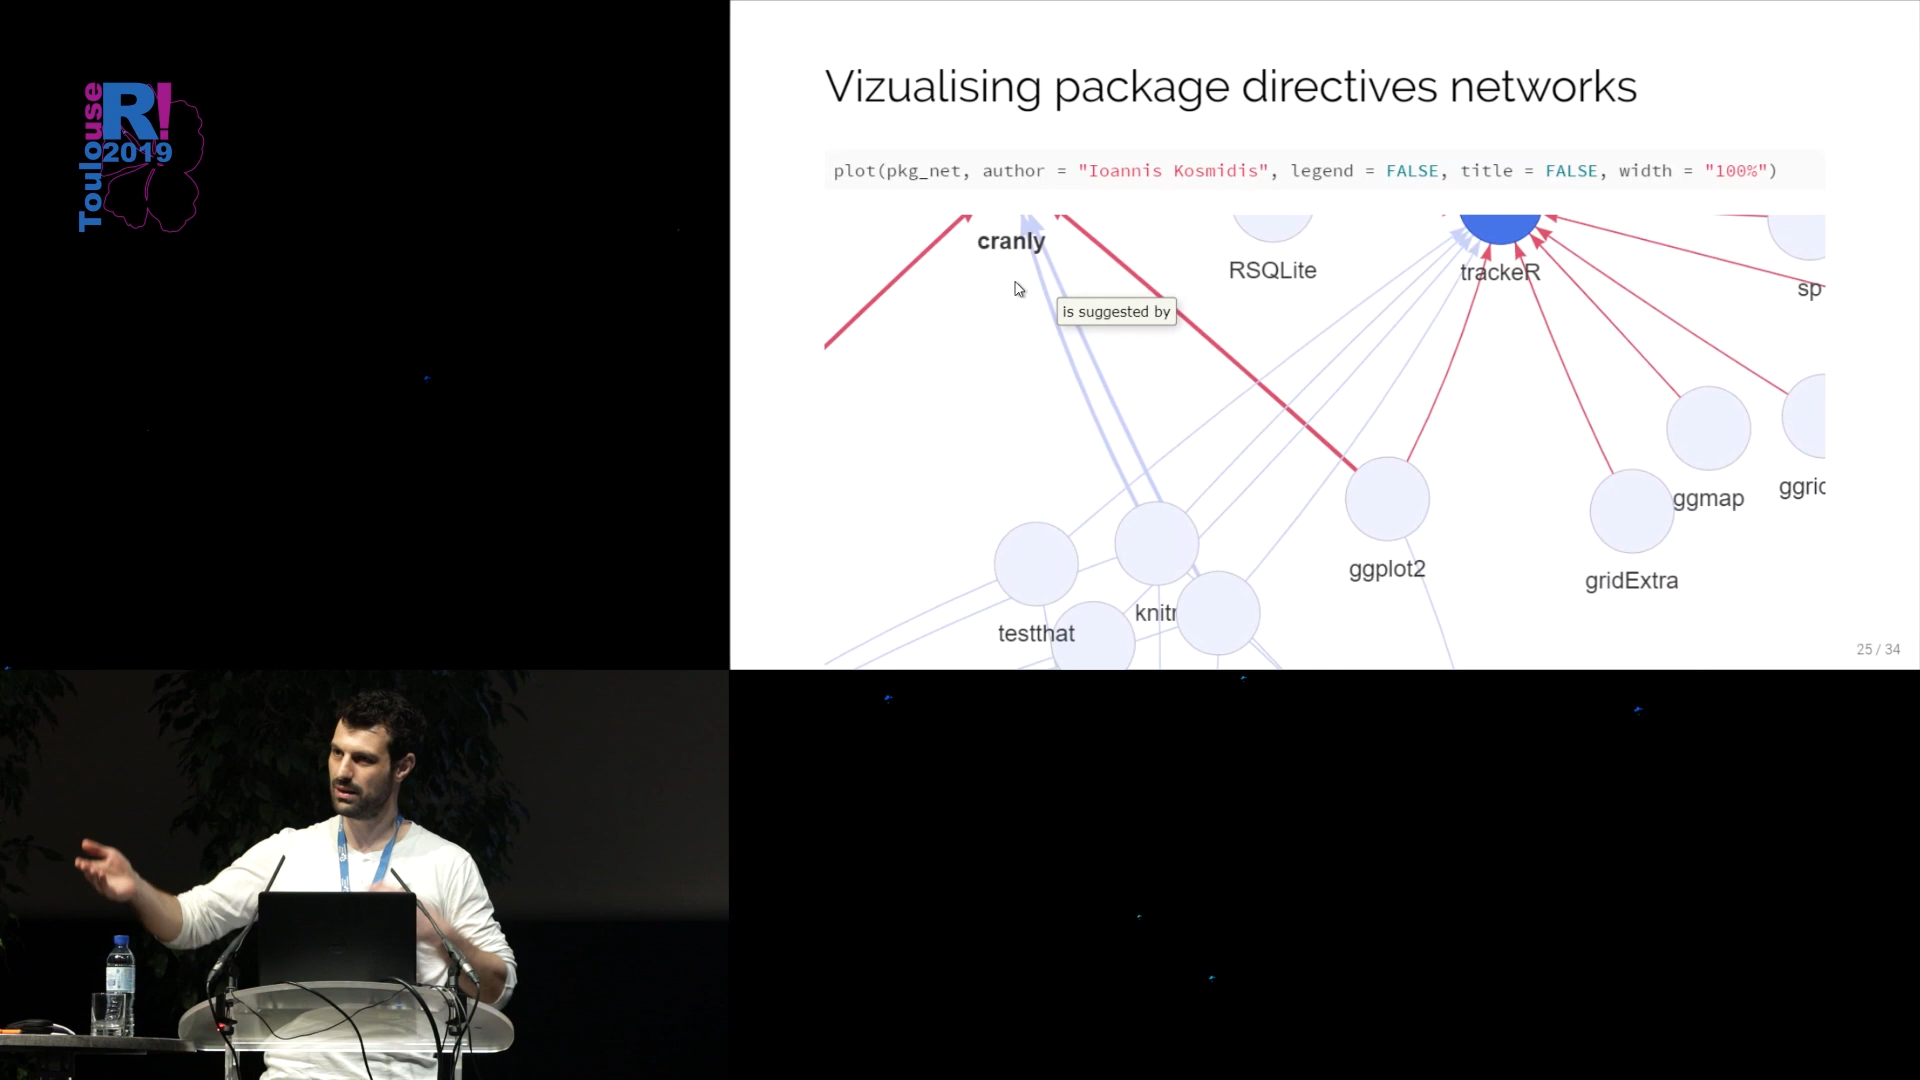 Toulouse
R!
2019
Vizualising package directives networks
plot(pkg_net, author = "Ioannis Kosmidis", legend = FALSE, title = FALSE, width = "100%")
cranly
RSQLite
trackeR
sp
is suggested by
ggmap
ggric
ggplot2
gridExtra
knitr
testthat
25 / 34